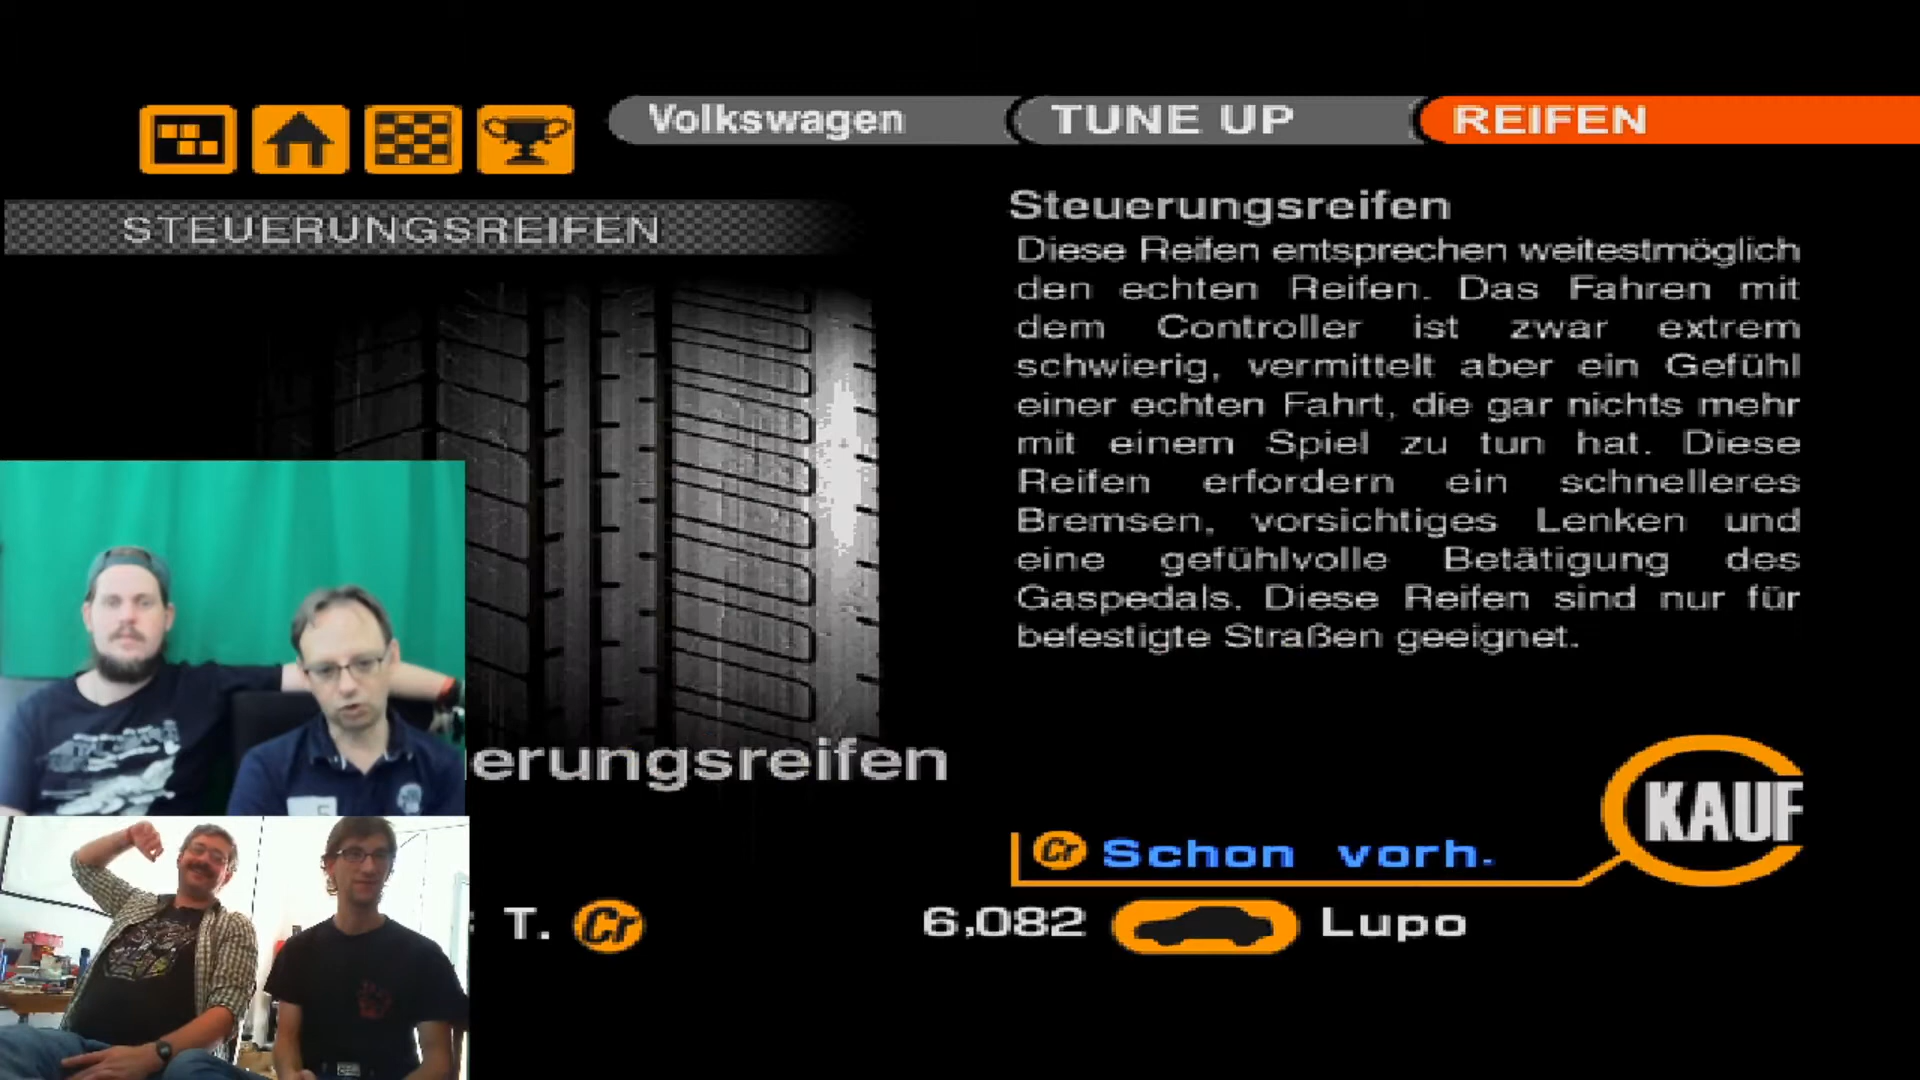 Volkswagen
TUNE UP
REIFEN
STEUERUNGSREIFEN
Steuerungsreifen
Diese Reifen entsprechen weitestmöglich
den echten Reifen. Das Fahren mit
dem Controller ist zwar extrem
schwierig, vermittelt aber ein Gefühl
einer echten Fahrt, die gar nichts mehr
mit einem Spiel zu tun hat. Diese
Reifen erfordern ein schnelleres
Bremsen, vorsichtiges Lenken und
eine gefühlvolle Betätigung des
Gaspedals. Diese Reifen sind nur für
befestigte Straßen geeignet.
erungsreifen
KAUF
Cr Schon vorh.
T. Cr 6,082 Lupo